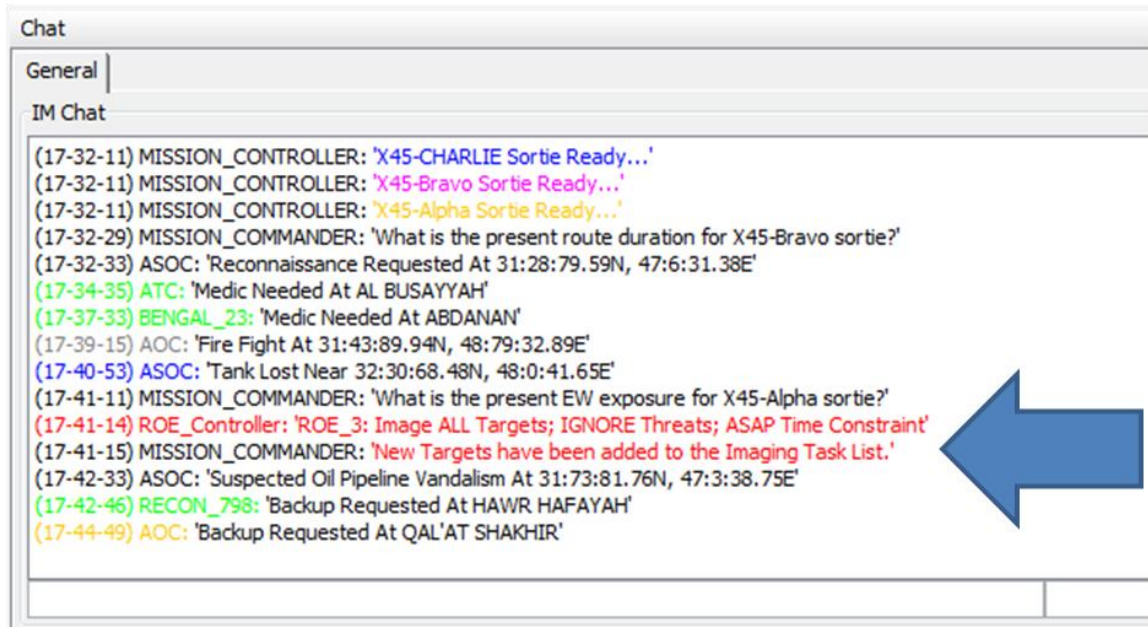 Chat
General
IM Chat
(17-32-11) MISSION_CONTROLLER: 'X45-CHARLIE Sortie Ready...'
(17-32-11) MISSION_CONTROLLER: 'X45-Bravo Sortie Ready...'
(17-32-11) MISSION_CONTROLLER: 'X45-Alpha Sortie Ready...'
(17-32-29) MISSION_COMMANDER: 'What is the present route duration for X45-Bravo sortie?'
(17-32-33) ASOC: 'Reconnaissance Requested At 31:28:79.59N, 47:6:31.38E'
(17-34-35) ATC: 'Medic Needed At AL BUSAYYAH'
(17-37-33) BENGAL_23: 'Medic Needed At ABDANAN'
(17-39-15) AOC: 'Fire Fight At 31:43:89.94N, 48:79:32.89E'
(17-40-53) ASOC: 'Tank Lost Near 32:30:68.48N, 48:0:41.65E'
(17-41-11) MISSION_COMMANDER: 'What is the present EW exposure for X45-Alpha sortie?'
(17-41-14) ROE_Controller: 'ROE_3: Image ALL Targets; IGNORE Threats; ASAP Time Constraint'
(17-41-15) MISSION_COMMANDER: 'New Targets have been added to the Imaging Task List.'
(17-42-33) ASOC: 'Suspected Oil Pipeline Vandalism At 31:73:81.76N, 47:3:38.75E'
(17-42-46) RECON_798: 'Backup Requested At HAWR HAFAYAH'
(17-44-49) AOC: 'Backup Requested At QAL'AT SHAKHIR'